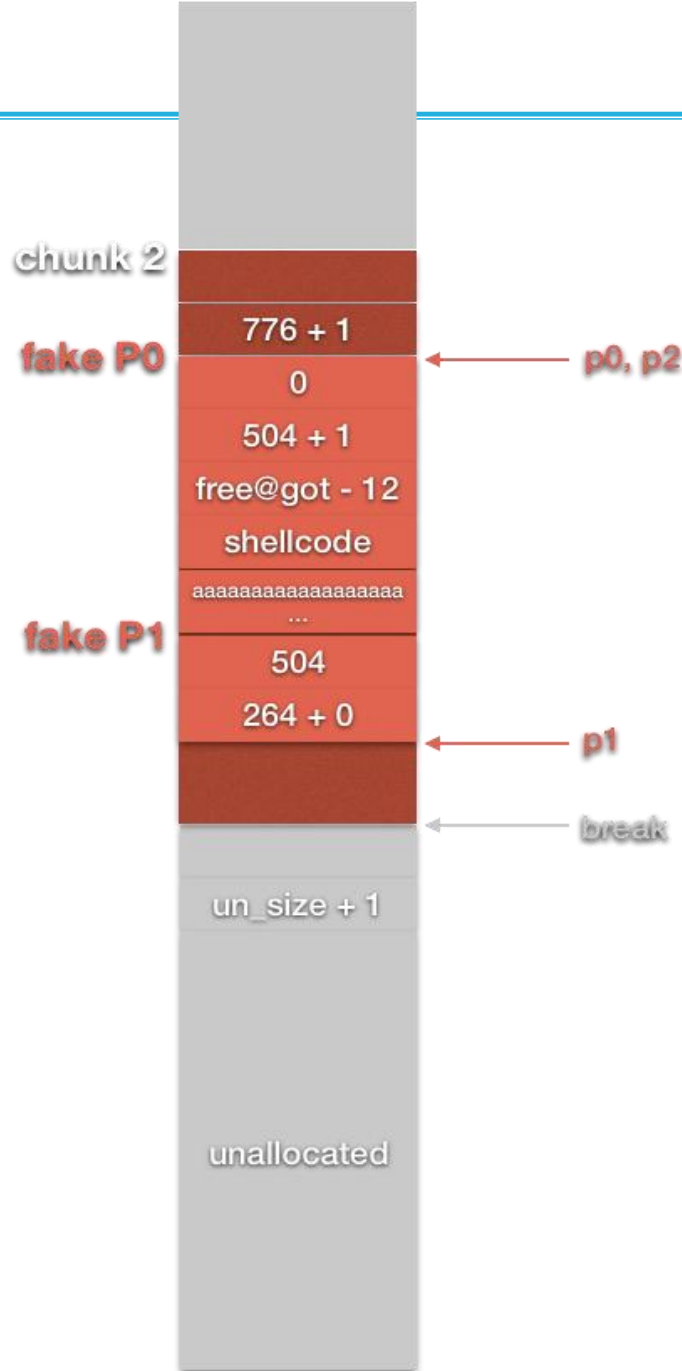 chunk 2
776 + 1
fake P0
p0, p2
0
504 + 1
free@got - 12
shellcode
aaaaaaaaaaaaaaaaaaa
...
fake P1
504
264 + 0
p1
break
un_size + 1
unallocated